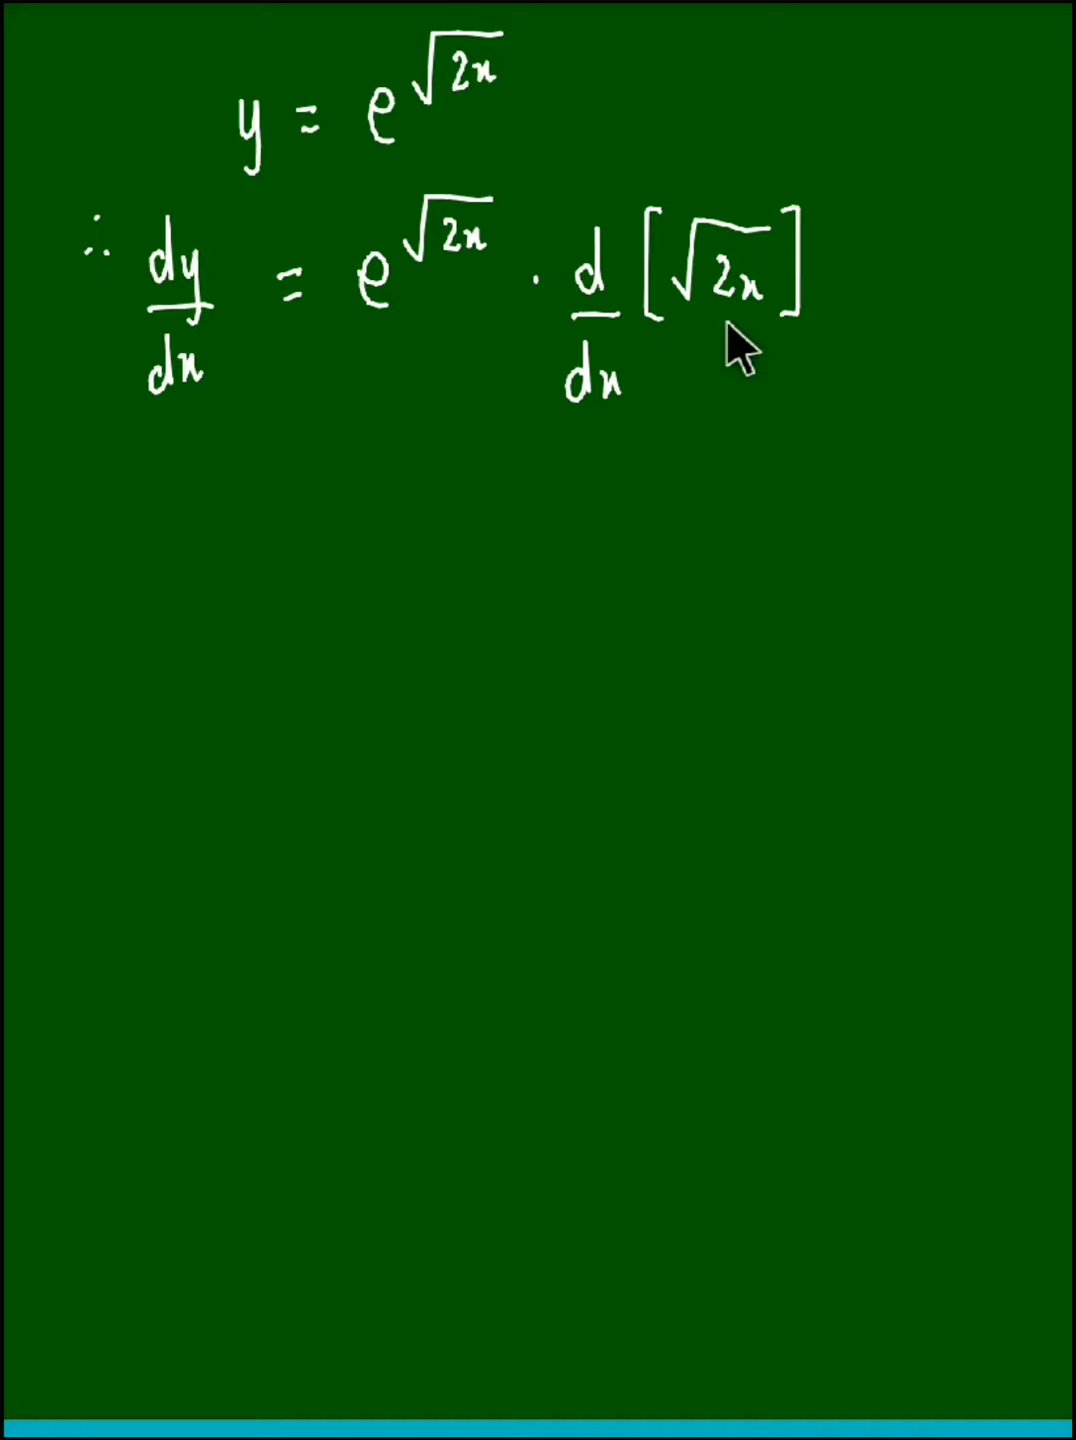 y = e^√(2x)
∴ dy/dx = e^√(2x) · d/dx [√(2x)]